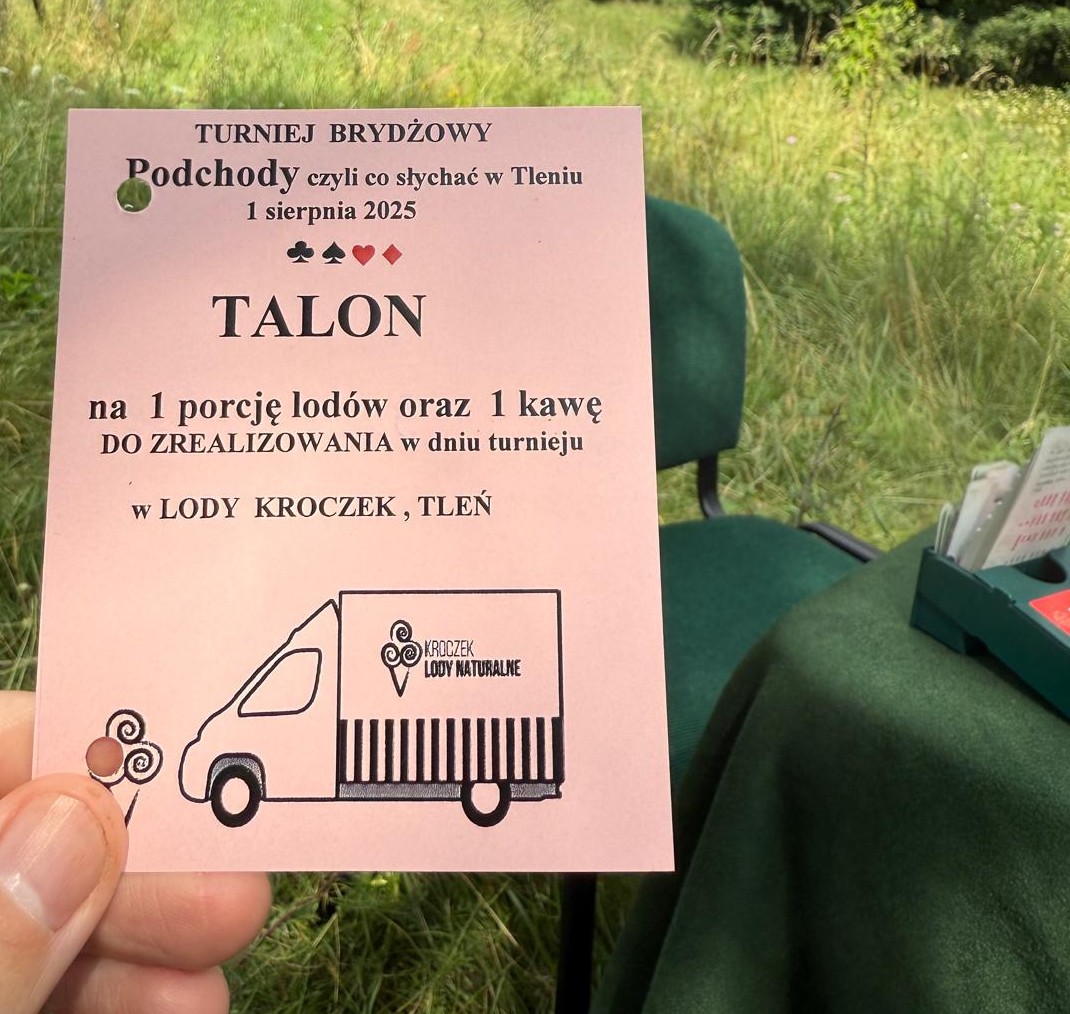 TURNIEJ BRYDŻOWY
Podchody czyli co słychać w Tleniu
1 sierpnia 2025
♣♠♥♦
TALON
na 1 porcję lodów oraz 1 kawę
DO ZREALIZOWANIA w dniu turnieju
w LODY KROCZEK , TLEŃ
KROCZEK
LODY NATURALNE